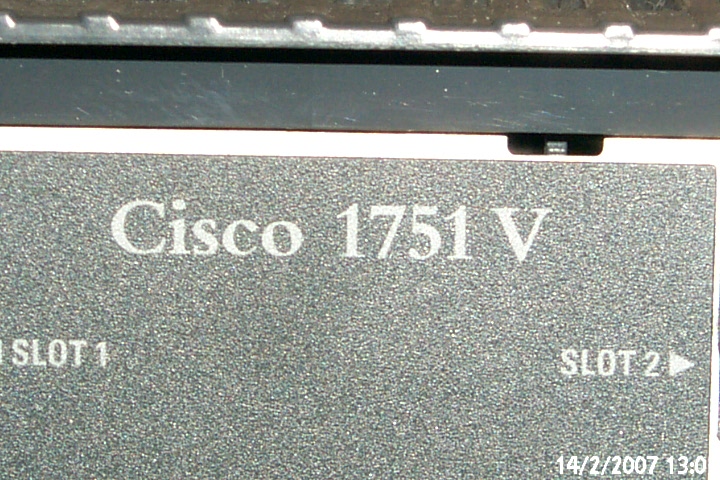 Cisco 1751 V
SLOT 1
SLOT 2
14/2/2007 13:0